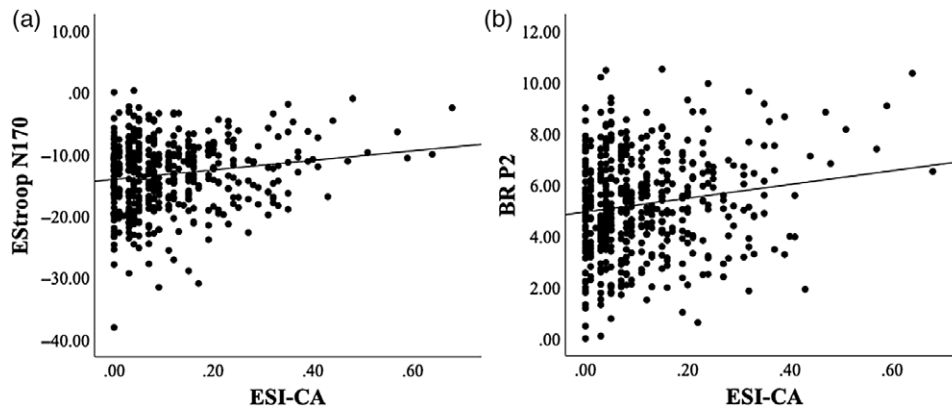 (a)
10.00
.00
−10.00
−20.00
−30.00
−40.00
EStroop N170
.00 .20 .40 .60
ESI-CA
(b)
12.00
10.00
8.00
6.00
4.00
2.00
.00
BR P2
.00 .20 .40 .60
ESI-CA